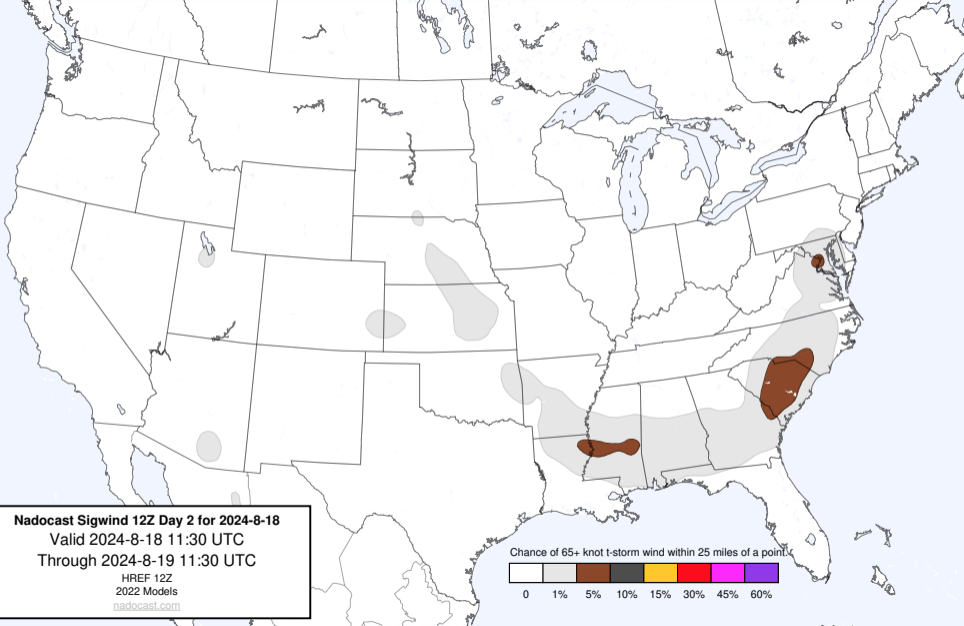 Nadocast Sigwind 12Z Day 2 for 2024-8-18
Valid 2024-8-18 11:30 UTC
Through 2024-8-19 11:30 UTC
HREF 12Z
2022 Models
nadocast.com
Chance of 65+ knot t-storm wind within 25 miles of a point.
0 1% 5% 10% 15% 30% 45% 60%